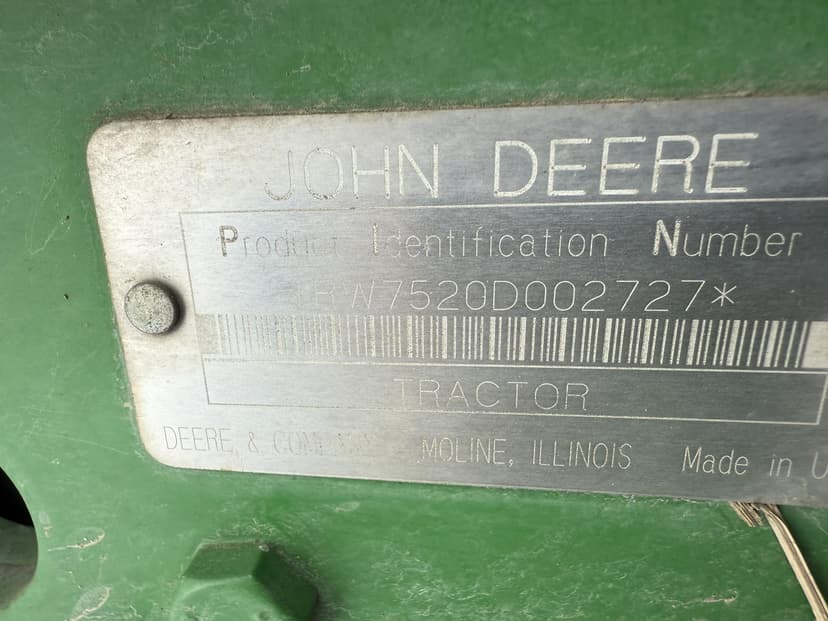 JOHN DEERE
Product Identification Number
RW7520D002727*
TRACTOR
DEERE & COMPANY MOLINE, ILLINOIS Made in U